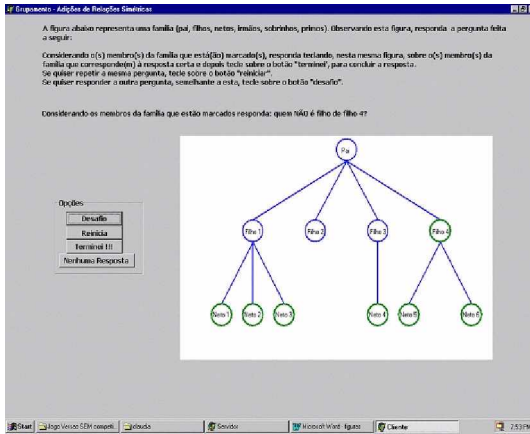 Grupamento - Adições de Relações Simétricas
A figura abaixo representa uma família (pai, filhos, netos, irmãos, sobrinhos, primos). Observando esta figura, responda a pergunta feita
a seguir:
Considerando o(s) membro(s) da família que está(ão) marcado(s), responda teclando, nesta mesma figura, sobre o(s) membro(s) da
família que corresponde(m) à resposta certa e depois tecle sobre o botão "terminei", para concluir a resposta.
Se quiser repetir a mesma pergunta, tecle sobre o botão "reiniciar".
Se quiser responder a outra pergunta, semelhante a esta, tecle sobre o botão "desafio".
Considerando os membros da família que estão marcados responda: quem NÃO é filho de filho 4?
Pai
Opções
Desafio
Reinicia
Terminei !!!
Nenhuma Resposta
Filho 1
Filho 2
Filho 3
Filho 4
Neto 1
Neto 2
Neto 3
Neto 4
Neto 5
Neto 6
Start
Jogo Versao SEM competi...
claudia
Servidor
Microsoft Word - figuras
Cliente